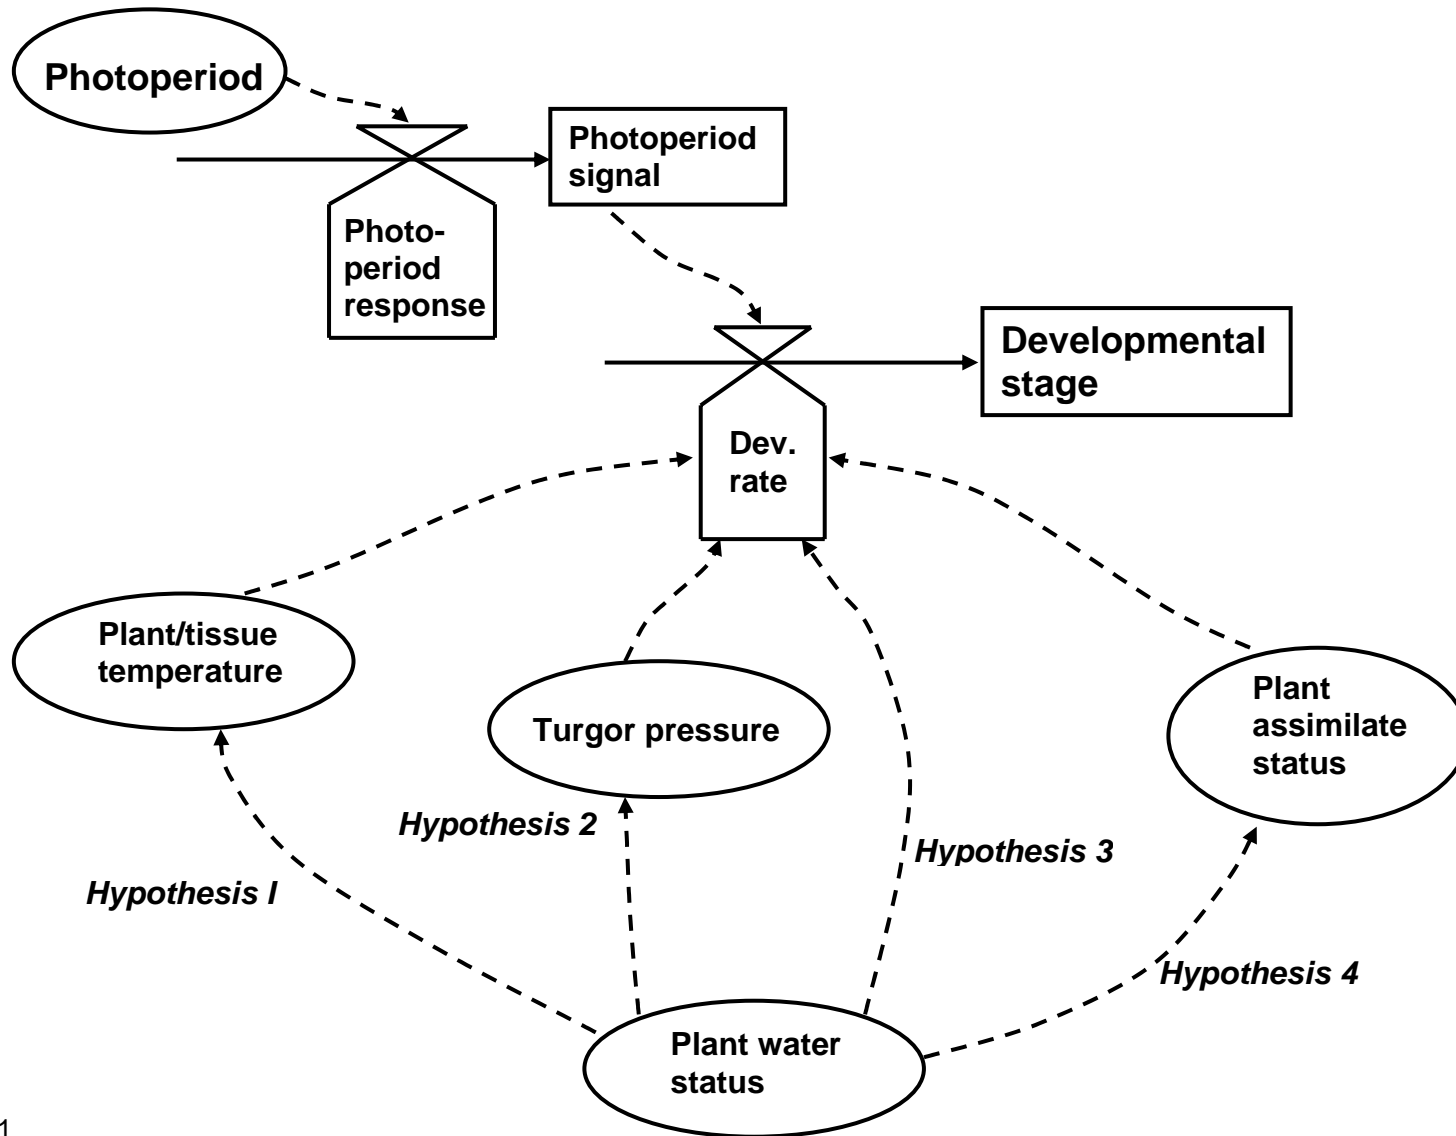 Photoperiod
Photoperiod
signal
Photo-
period
response
Developmental
stage
Dev.
rate
Plant/tissue
temperature
Turgor pressure
Plant
assimilate
status
Hypothesis 2
Hypothesis 3
Hypothesis I
Hypothesis 4
Plant water
status
1